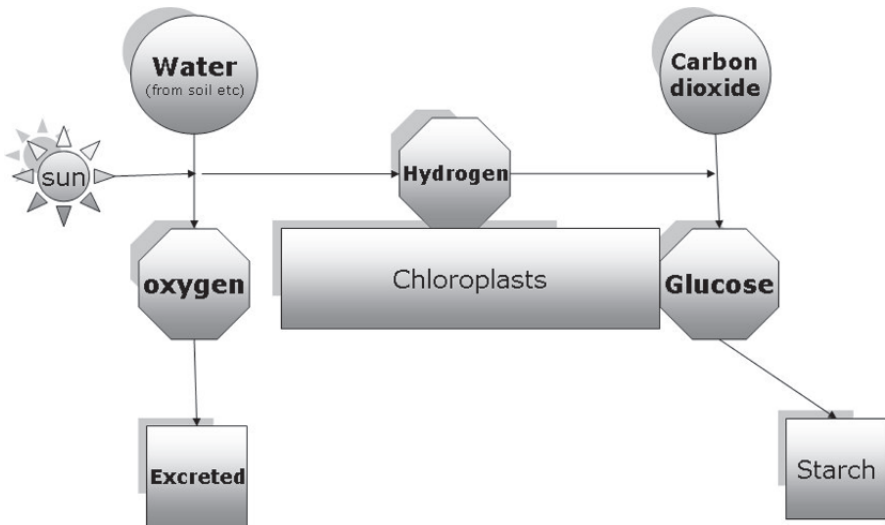 Water
(from soil etc)
Carbon
dioxide
sun
Hydrogen
oxygen
Chloroplasts
Glucose
Excreted
Starch